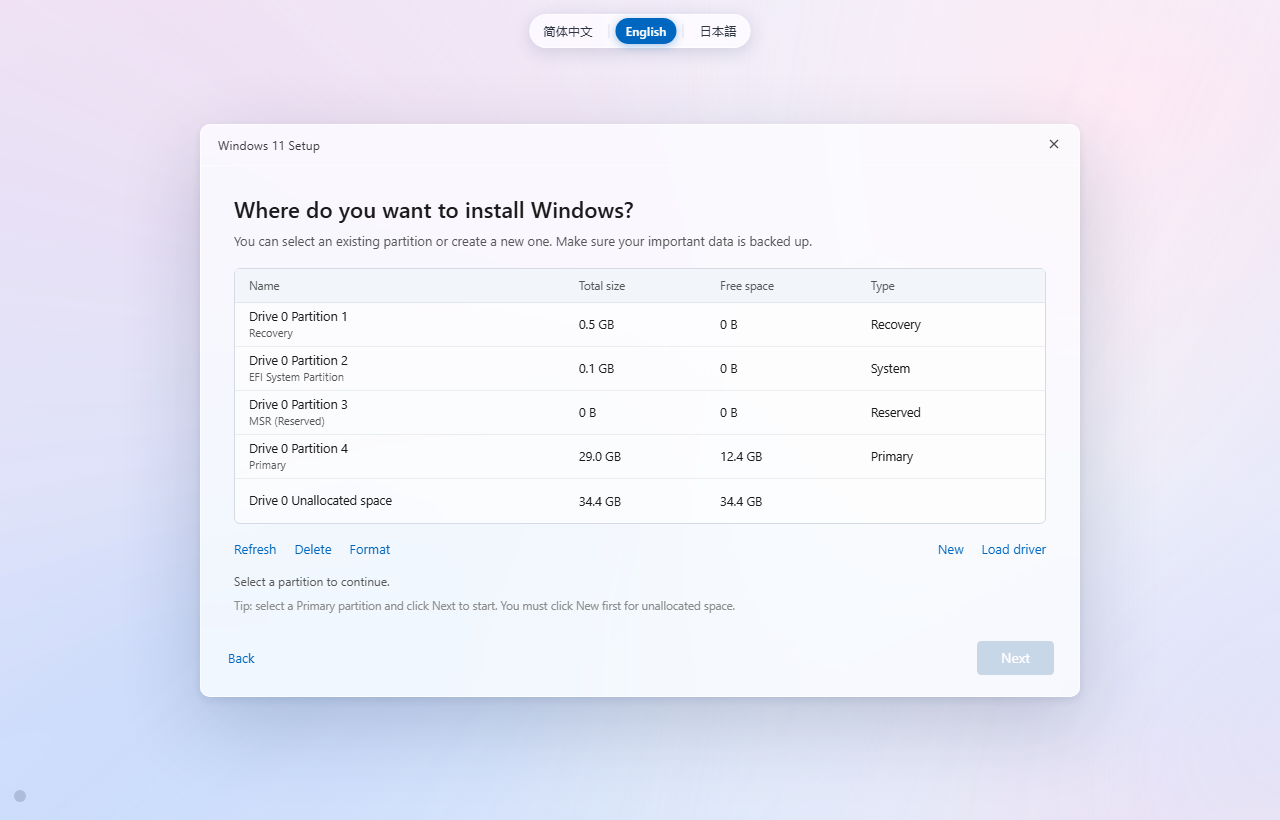 简体中文 English 日本語
Windows 11 Setup
Where do you want to install Windows?
You can select an existing partition or create a new one. Make sure your important data is backed up.
Name Total size Free space Type
Drive 0 Partition 1
Recovery
0.5 GB 0 B Recovery
Drive 0 Partition 2
EFI System Partition
0.1 GB 0 B System
Drive 0 Partition 3
MSR (Reserved)
0 B 0 B Reserved
Drive 0 Partition 4
Primary
29.0 GB 12.4 GB Primary
Drive 0 Unallocated space 34.4 GB 34.4 GB
Refresh Delete Format New Load driver
Select a partition to continue.
Tip: select a Primary partition and click Next to start. You must click New first for unallocated space.
Back Next